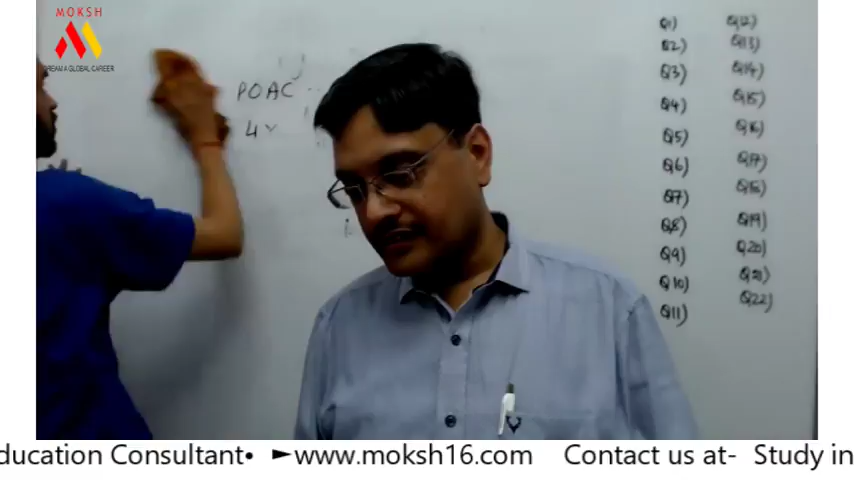 MOKSH
DREAM A GLOBAL CAREER
POAC
4
Q1)
Q2)
Q3)
Q4)
Q5)
Q6)
Q7)
Q8)
Q9)
Q10)
Q11)
Q12)
Q13)
Q14)
Q15)
Q16)
Q17)
Q18)
Q19)
Q20)
Q21)
Q22)
ducation Consultant• ►www.moksh16.com Contact us at- Study in